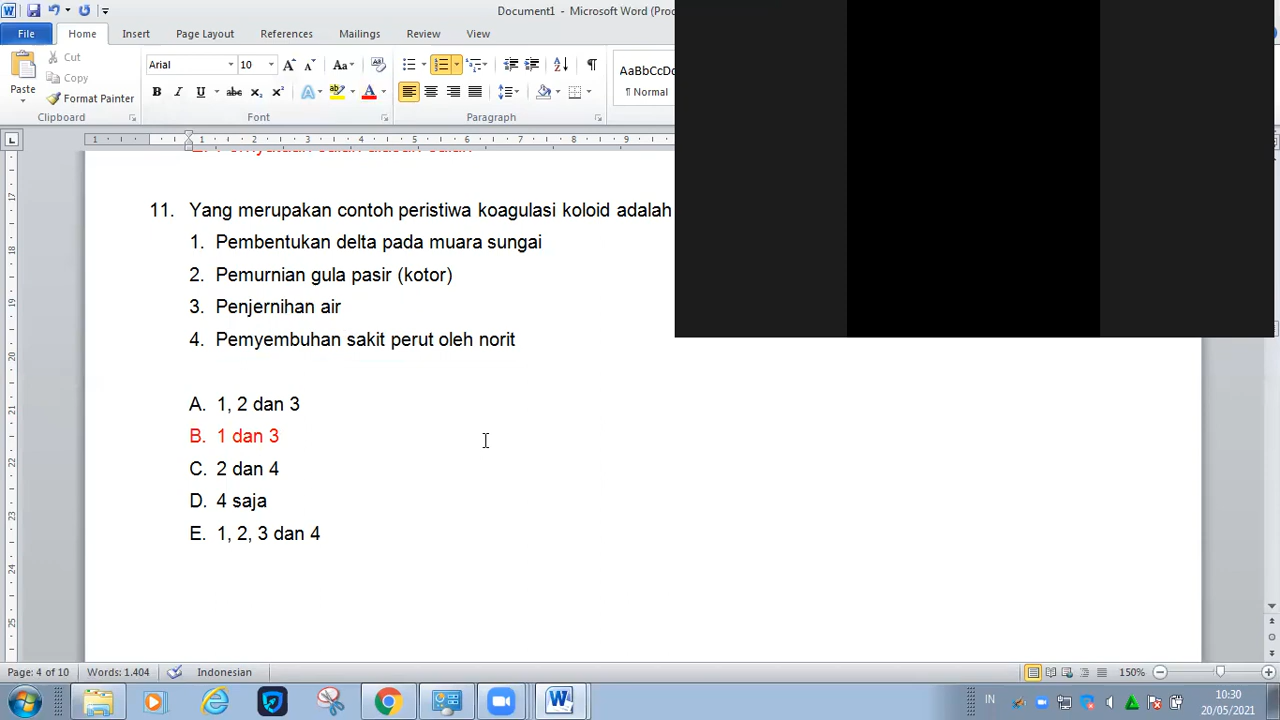 Document1 - Microsoft Word (Proc
File Home Insert Page Layout References Mailings Review View
Paste
Cut
Copy
Format Painter
Clipboard
Arial 10
Font
Paragraph
AaBbCcDc
¶ Normal
11. Yang merupakan contoh peristiwa koagulasi koloid adalah
1. Pembentukan delta pada muara sungai
2. Pemurnian gula pasir (kotor)
3. Penjernihan air
4. Pemyembuhan sakit perut oleh norit
A. 1, 2 dan 3
B. 1 dan 3
C. 2 dan 4
D. 4 saja
E. 1, 2, 3 dan 4
Page: 4 of 10 Words: 1.404 Indonesian 150%
IN 10:30
20/05/2021